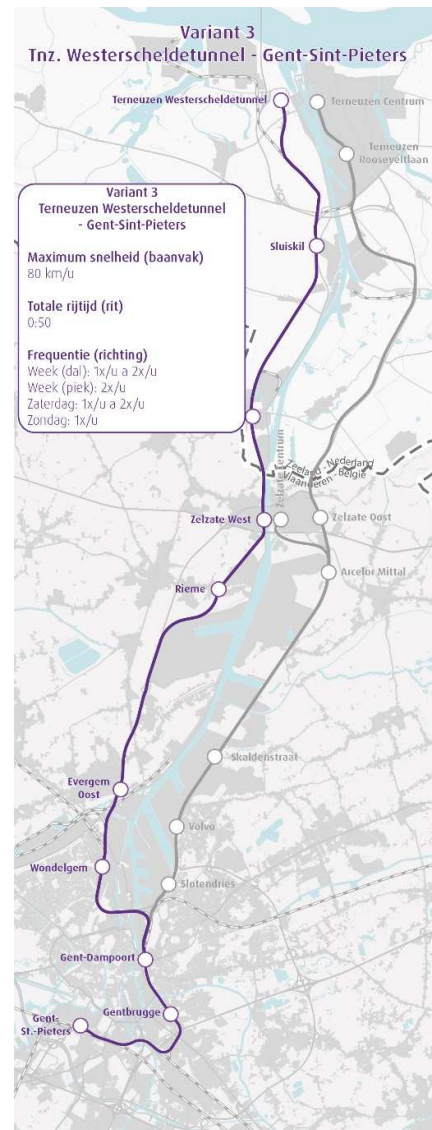 Variant 3
Tnz. Westerscheldetunnel - Gent-Sint-Pieters
Terneuzen Westerscheldetunnel
Terneuzen Centrum
Terneuzen
Rooseveltlaan
Variant 3
Terneuzen Westerscheldetunnel
- Gent-Sint-Pieters
Maximum snelheid (baanvak)
80 km/u
Totale rijtijd (rit)
0:50
Frequentie (richting)
Week (dal): 1x/u a 2x/u
Week (piek): 2x/u
Zaterdag: 1x/u a 2x/u
Zondag: 1x/u
Sluiskil
Zeeland - Nederland
Vlaanderen - België
Zelzate Centrum
Zelzate West
Zelzate Oost
Arcelor Mittal
Rieme
Skaldenstraat
Evergem
Oost
Volvo
Wondelgem
Slotendries
Gent-Dampoort
Gentbrugge
Gent-
St.-Pieters